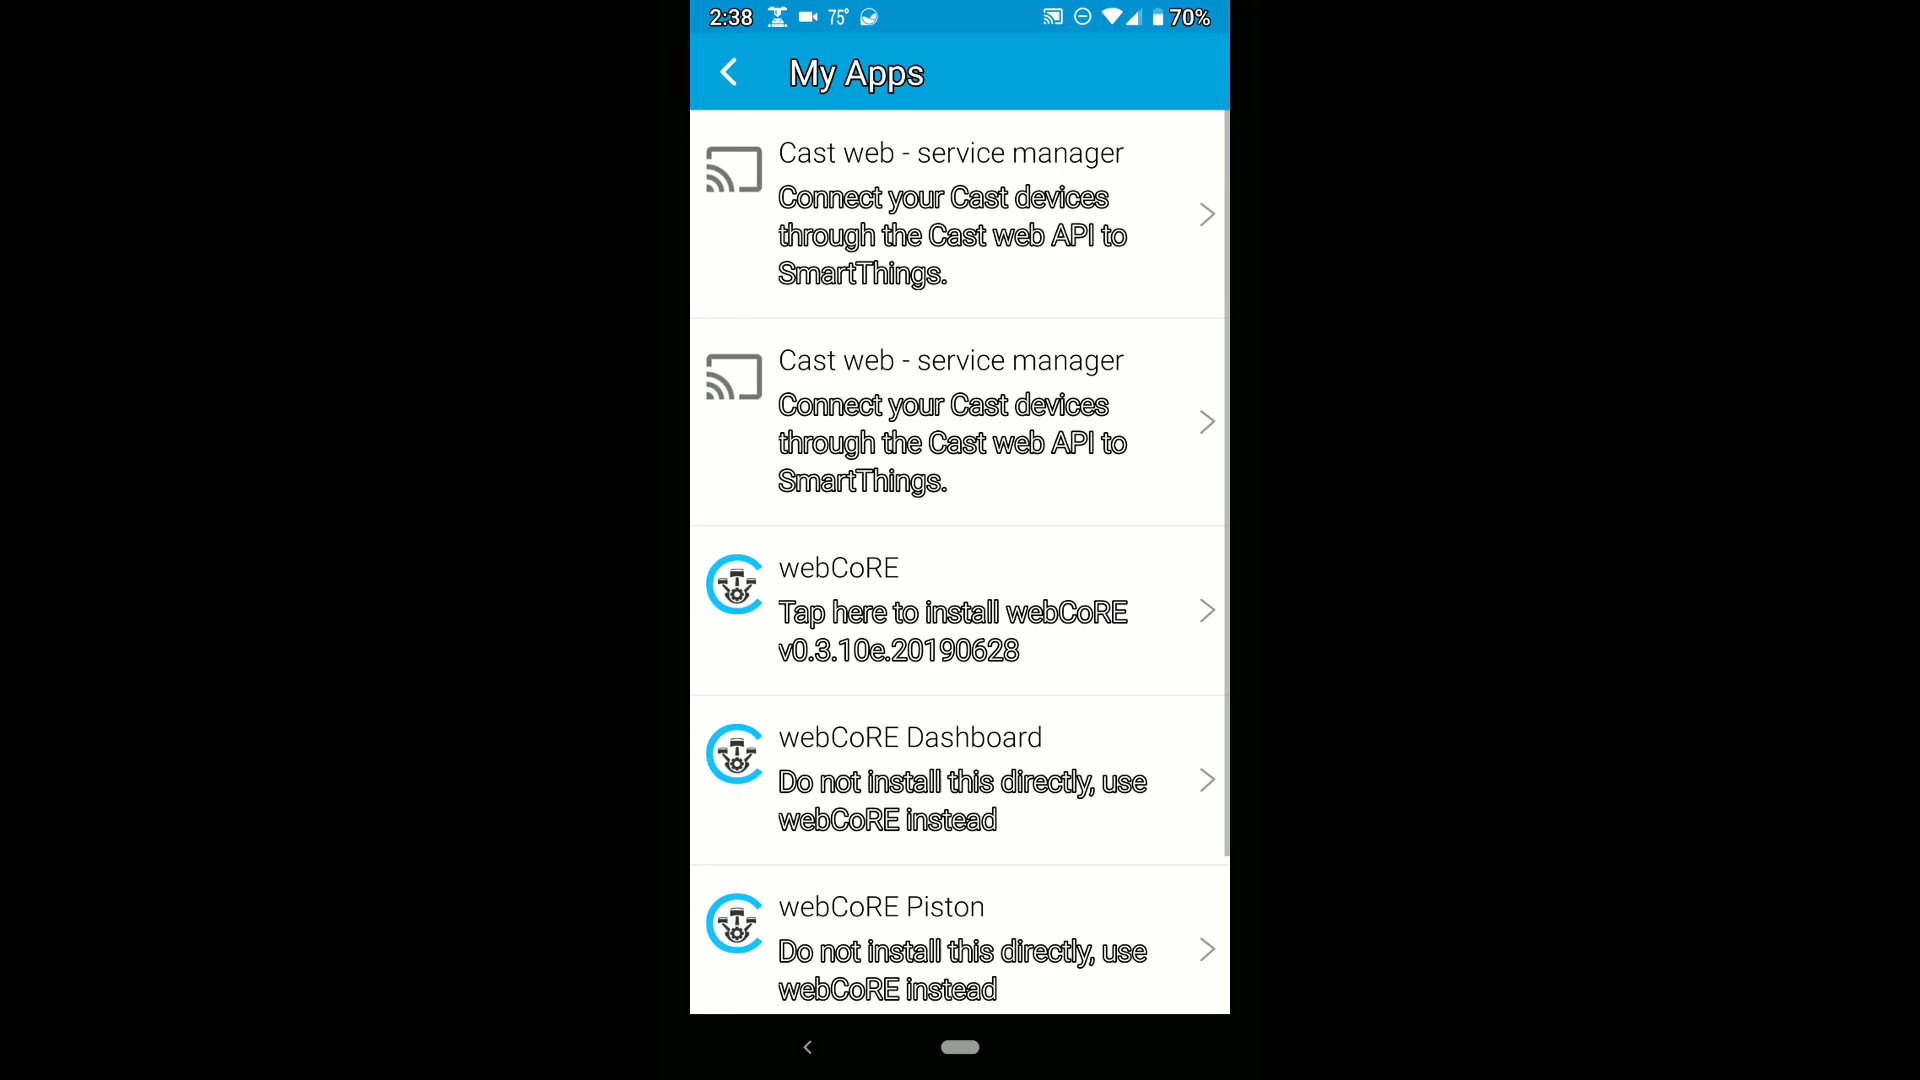 2:38 75° 70%
My Apps
Cast web - service manager
Connect your Cast devices
through the Cast web API to
SmartThings.
Cast web - service manager
Connect your Cast devices
through the Cast web API to
SmartThings.
webCoRE
Tap here to install webCoRE
v0.3.10e.20190628
webCoRE Dashboard
Do not install this directly, use
webCoRE instead
webCoRE Piston
Do not install this directly, use
webCoRE instead